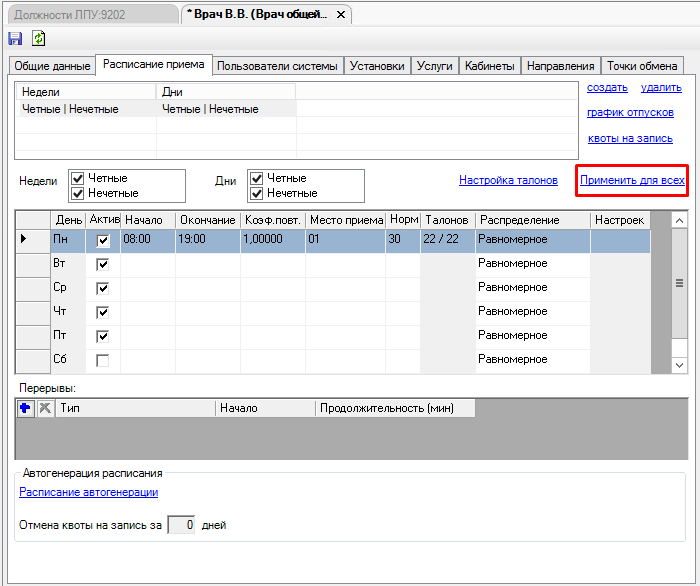 Должности ЛПУ:9202 * Врач В.В. (Врач общей...
Общие данные Расписание приема Пользователи системы Установки Услуги Кабинеты Направления Точки обмена
Недели Дни
Четные | Нечетные Четные | Нечетные
создать удалить
график отпусков
квоты на запись
Недели Четные Дни Четные Настройка талонов Применить для всех
Нечетные Нечетные
День Актив Начало Окончание Коэф.повт. Место приема Норм Талонов Распределение Настроек
Пн 08:00 19:00 1,00000 01 30 22 / 22 Равномерное
Вт Равномерное
Ср Равномерное
Чт Равномерное
Пт Равномерное
Сб Равномерное
Перерывы:
Тип Начало Продолжительность (мин)
Автогенерация расписания
Расписание автогенерации
Отмена квоты на запись за 0 дней